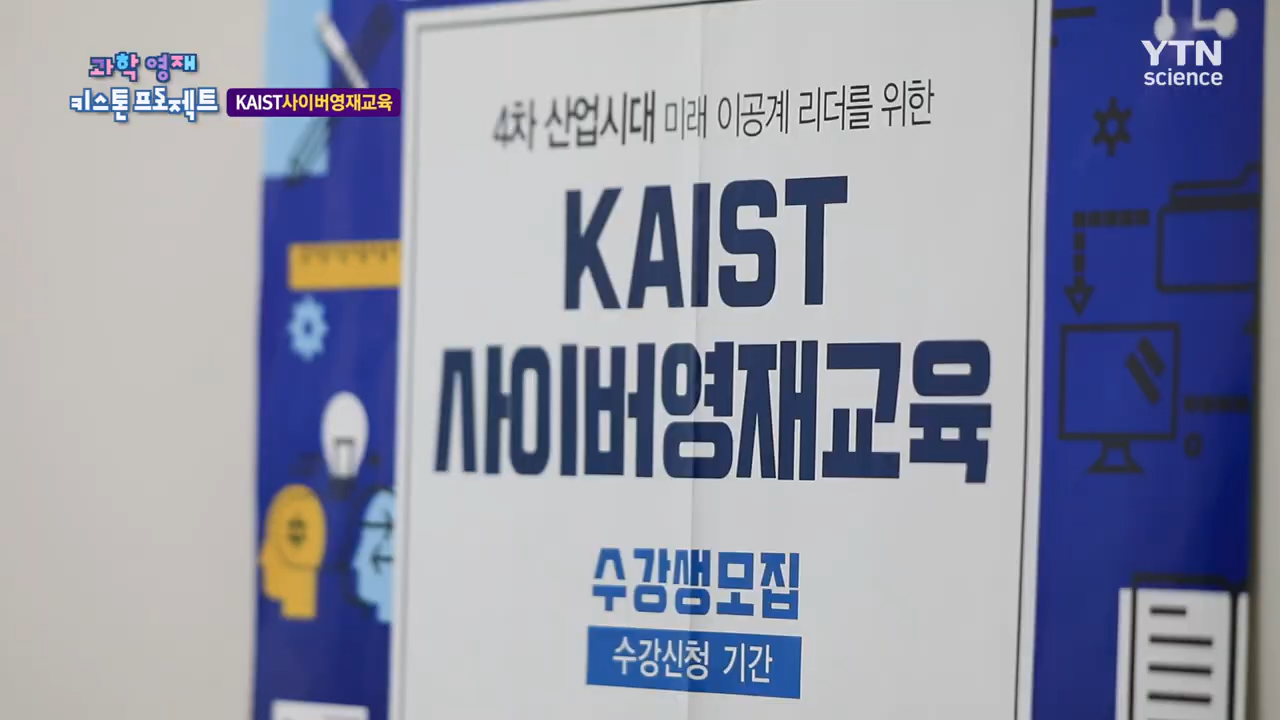 과학 영재
키스톤 프로젝트
KAIST사이버영재교육
YTN
science
4차 산업시대 미래 이공계 리더를 위한
KAIST
사이버영재교육
수강생모집
수강신청 기간